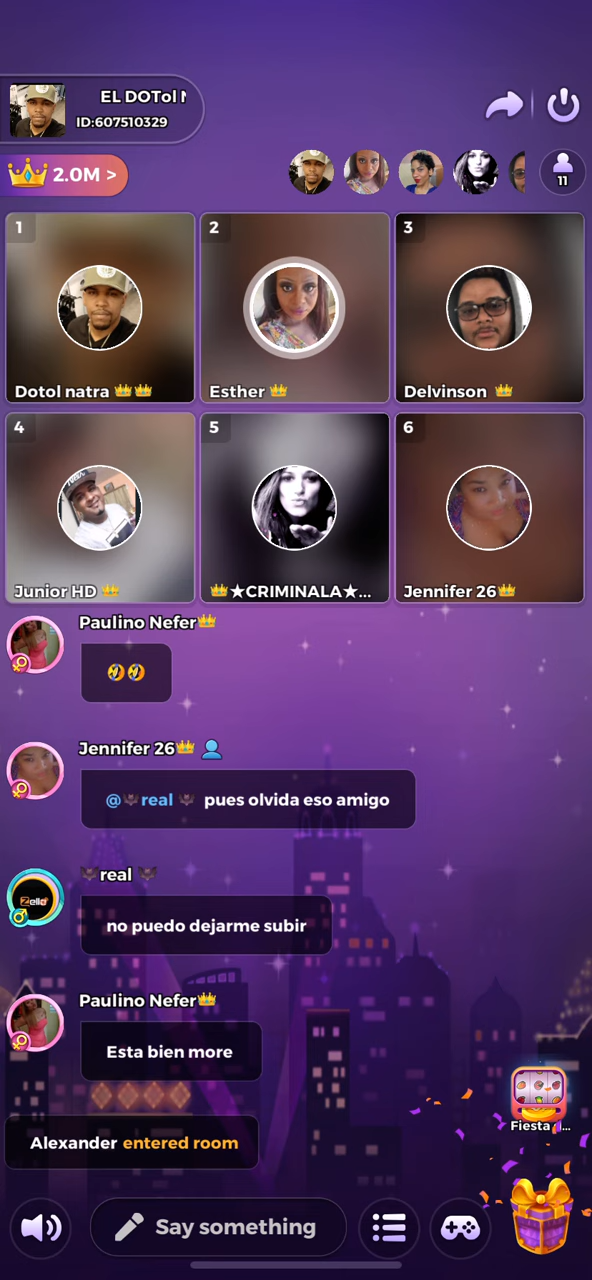 EL DOTol
ID:607510329
2.0M >
11
1
2
3
Dotol natra 👑👑
Esther 👑
Delvinson 👑
4
5
6
Junior HD 👑
👑★CRIMINALA★...
Jennifer 26👑
Paulino Nefer👑
🤣🤣
Jennifer 26👑
@🦇real 🦇 pues olvida eso amigo
🦇real 🦇
Zello
no puedo dejarme subir
Paulino Nefer👑
Esta bien more
Fiesta
Alexander entered room
Say something